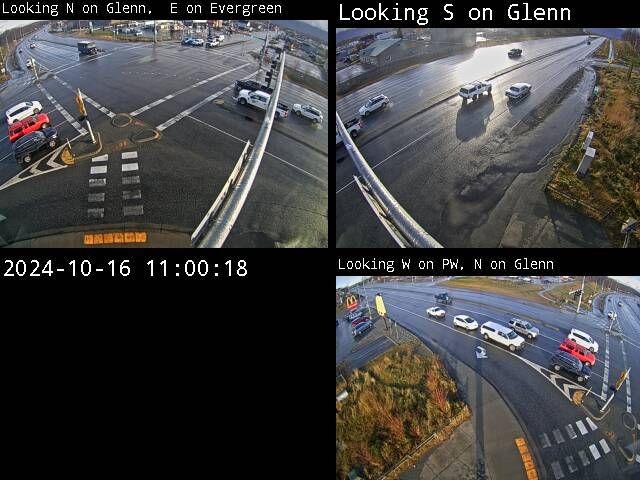 Looking N on Glenn, E on Evergreen
Looking S on Glenn
2024-10-16 11:00:18
Looking W on PW, N on Glenn